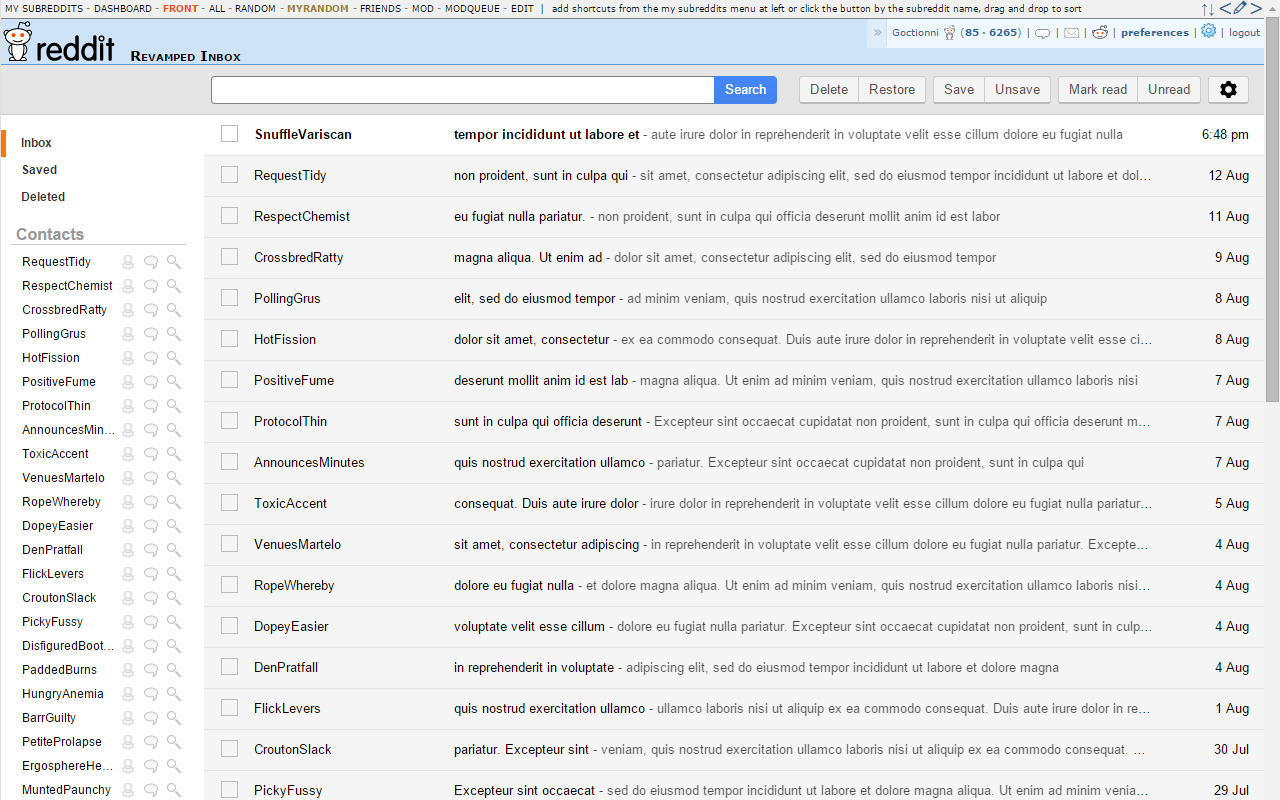 MY SUBREDDITS - DASHBOARD - FRONT - ALL - RANDOM - MYRANDOM - FRIENDS - MOD - MODQUEUE - EDIT | add shortcuts from the my subreddits menu at left or click the button by the subreddit name, drag and drop to sort
reddit Revamped Inbox
» Goctionni (85 · 6265) | | | | preferences | | logout
Search Delete Restore Save Unsave Mark read Unread
Inbox
Saved
Deleted
Contacts
RequestTidy
RespectChemist
CrossbredRatty
PollingGrus
HotFission
PositiveFume
ProtocolThin
AnnouncesMin...
ToxicAccent
VenuesMartelo
RopeWhereby
DopeyEasier
DenPratfall
FlickLevers
CroutonSlack
PickyFussy
DisfiguredBoot...
PaddedBurns
HungryAnemia
BarrGuilty
PetiteProlapse
ErgosphereHe...
MuntedPaunchy
SnuffleVariscan tempor incididunt ut labore et - aute irure dolor in reprehenderit in voluptate velit esse cillum dolore eu fugiat nulla 6:48 pm
RequestTidy non proident, sunt in culpa qui - sit amet, consectetur adipiscing elit, sed do eiusmod tempor incididunt ut labore et dol... 12 Aug
RespectChemist eu fugiat nulla pariatur. - non proident, sunt in culpa qui officia deserunt mollit anim id est labor 11 Aug
CrossbredRatty magna aliqua. Ut enim ad - dolor sit amet, consectetur adipiscing elit, sed do eiusmod tempor 9 Aug
PollingGrus elit, sed do eiusmod tempor - ad minim veniam, quis nostrud exercitation ullamco laboris nisi ut aliquip 8 Aug
HotFission dolor sit amet, consectetur - ex ea commodo consequat. Duis aute irure dolor in reprehenderit in voluptate velit esse ci... 8 Aug
PositiveFume deserunt mollit anim id est lab - magna aliqua. Ut enim ad minim veniam, quis nostrud exercitation ullamco laboris nisi 7 Aug
ProtocolThin sunt in culpa qui officia deserunt - Excepteur sint occaecat cupidatat non proident, sunt in culpa qui officia deserunt m... 7 Aug
AnnouncesMinutes quis nostrud exercitation ullamco - pariatur. Excepteur sint occaecat cupidatat non proident, sunt in culpa qui 7 Aug
ToxicAccent consequat. Duis aute irure dolor - irure dolor in reprehenderit in voluptate velit esse cillum dolore eu fugiat nulla pariatur... 5 Aug
VenuesMartelo sit amet, consectetur adipiscing - in reprehenderit in voluptate velit esse cillum dolore eu fugiat nulla pariatur. Excepte... 4 Aug
RopeWhereby dolore eu fugiat nulla - et dolore magna aliqua. Ut enim ad minim veniam, quis nostrud exercitation ullamco laboris nisi... 4 Aug
DopeyEasier voluptate velit esse cillum - dolore eu fugiat nulla pariatur. Excepteur sint occaecat cupidatat non proident, sunt in culp... 4 Aug
DenPratfall in reprehenderit in voluptate - adipiscing elit, sed do eiusmod tempor incididunt ut labore et dolore magna 4 Aug
FlickLevers quis nostrud exercitation ullamco - ullamco laboris nisi ut aliquip ex ea commodo consequat. Duis aute irure dolor in re... 1 Aug
CroutonSlack pariatur. Excepteur sint - veniam, quis nostrud exercitation ullamco laboris nisi ut aliquip ex ea commodo consequat. ... 30 Jul
PickyFussy Excepteur sint occaecat - sed do eiusmod tempor incididunt ut labore et dolore magna aliqua. Ut enim ad minim venia... 29 Jul